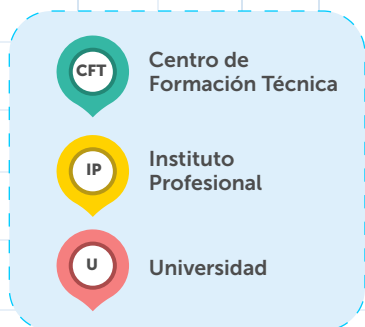 CFT
Centro de
Formación Técnica
IP
Instituto
Profesional
U
Universidad